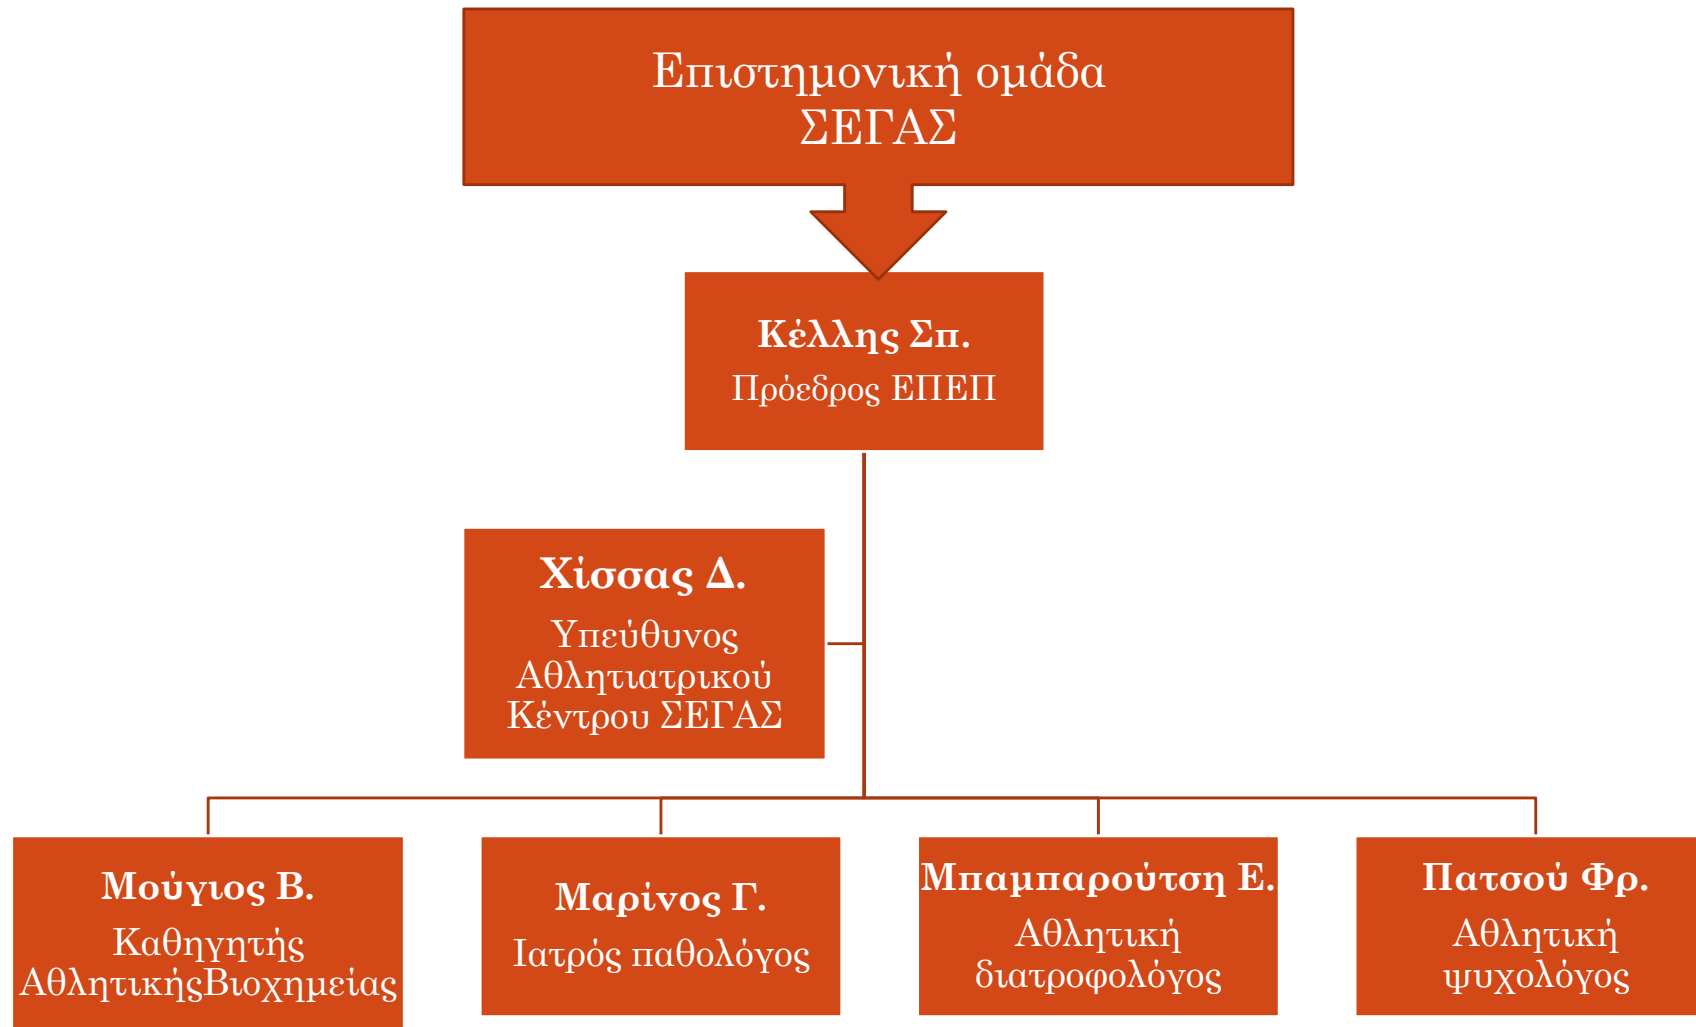 Επιστημονική ομάδα
ΣΕΓΑΣ
Κέλλης Σπ.
Πρόεδρος ΕΠΕΠ
Χίσσας Δ.
Υπεύθυνος
Αθλητιατρικού
Κέντρου ΣΕΓΑΣ
Μούγιος Β.
Καθηγητής
ΑθλητικήςΒιοχημείας
Μαρίνος Γ.
Ιατρός παθολόγος
Μπαμπαρούτση Ε.
Αθλητική
διατροφολόγος
Πατσού Φρ.
Αθλητική
ψυχολόγος